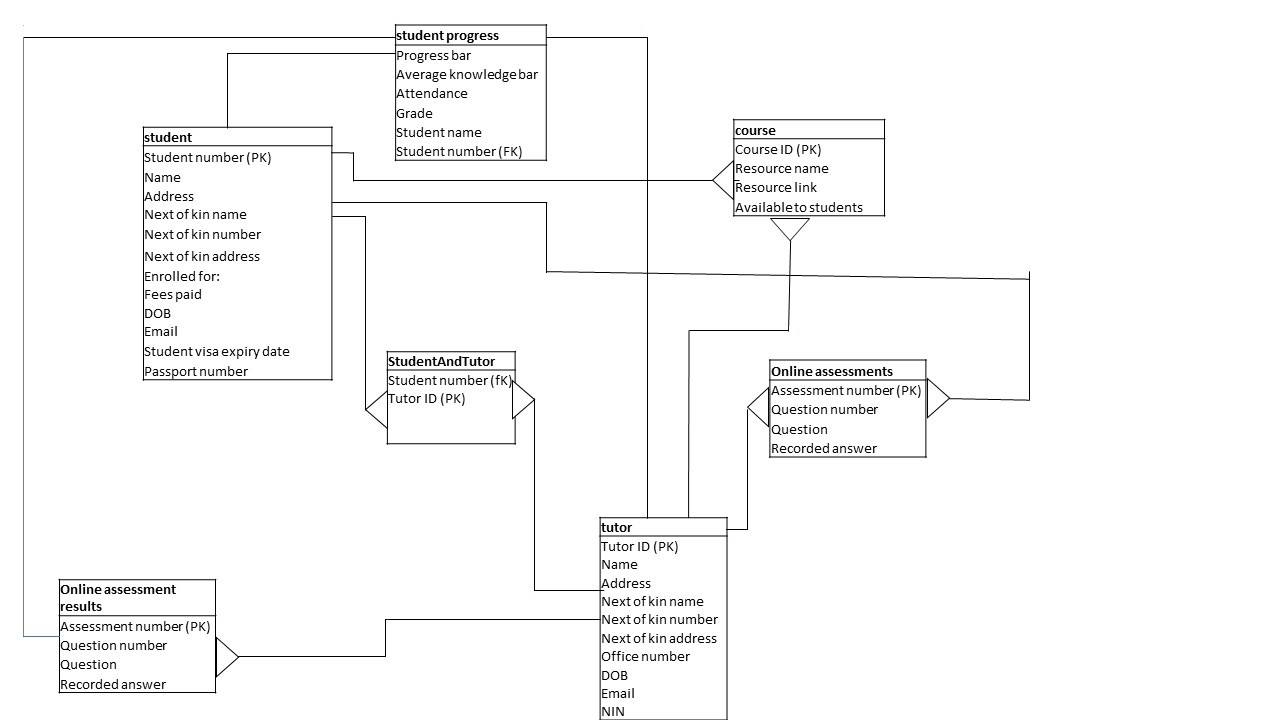 student progress
Progress bar
Average knowledge bar
Attendance
Grade
Student name
Student number (FK)
student
Student number (PK)
Name
Address
Next of kin name
Next of kin number
Next of kin address
Enrolled for:
Fees paid
DOB
Email
Student visa expiry date
Passport number
course
Course ID (PK)
Resource name
Resource link
Available to students
StudentAndTutor
Student number (fK)
Tutor ID (PK)
Online assessments
Assessment number (PK)
Question number
Question
Recorded answer
tutor
Tutor ID (PK)
Name
Address
Next of kin name
Next of kin number
Next of kin address
Office number
DOB
Email
NIN
Online assessment
results
Assessment number (PK)
Question number
Question
Recorded answer